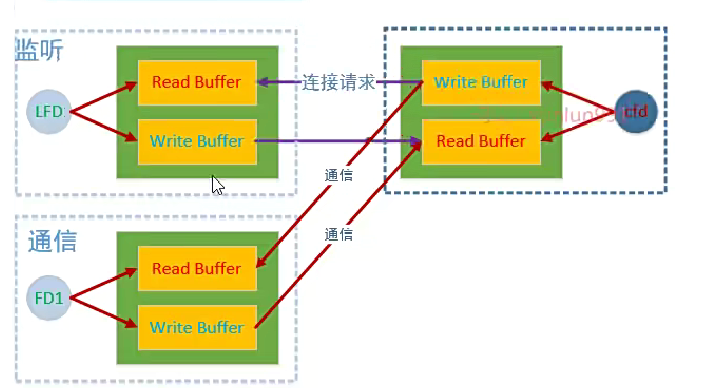 监听
LFD
Read Buffer
Write Buffer
连接请求
Write Buffer
Read Buffer
cfd
通信
通信
通信
FD1
Read Buffer
Write Buffer